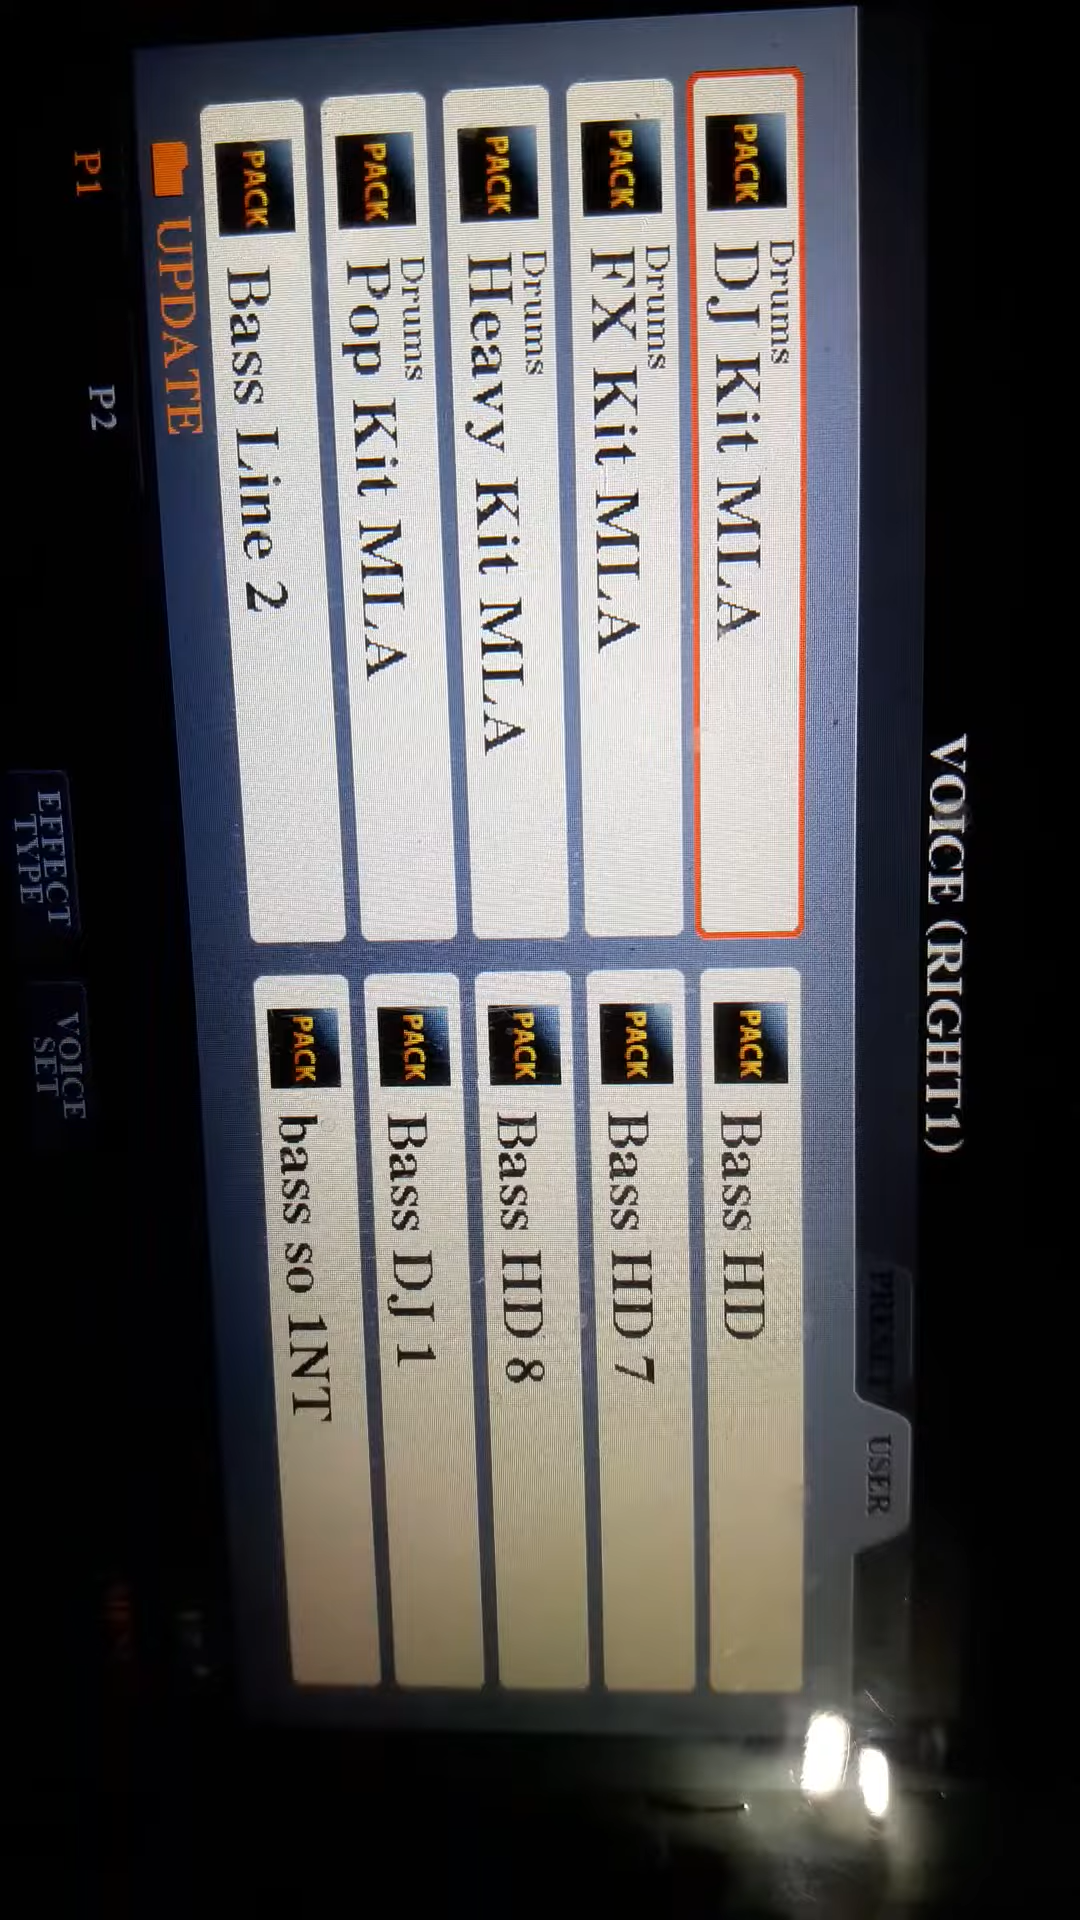 VOICE (RIGHT1)
PRESET
USER
PACK
Drums
DJ Kit MLA
PACK
Bass HD
PACK
Drums
FX Kit MLA
PACK
Bass HD 7
PACK
Drums
Heavy Kit MLA
PACK
Bass HD 8
PACK
Drums
Pop Kit MLA
PACK
Bass DJ 1
PACK
Bass Line 2
PACK
bass so 1NT
UPDATE
P1
P2
EFFECT
TYPE
VOICE
SET